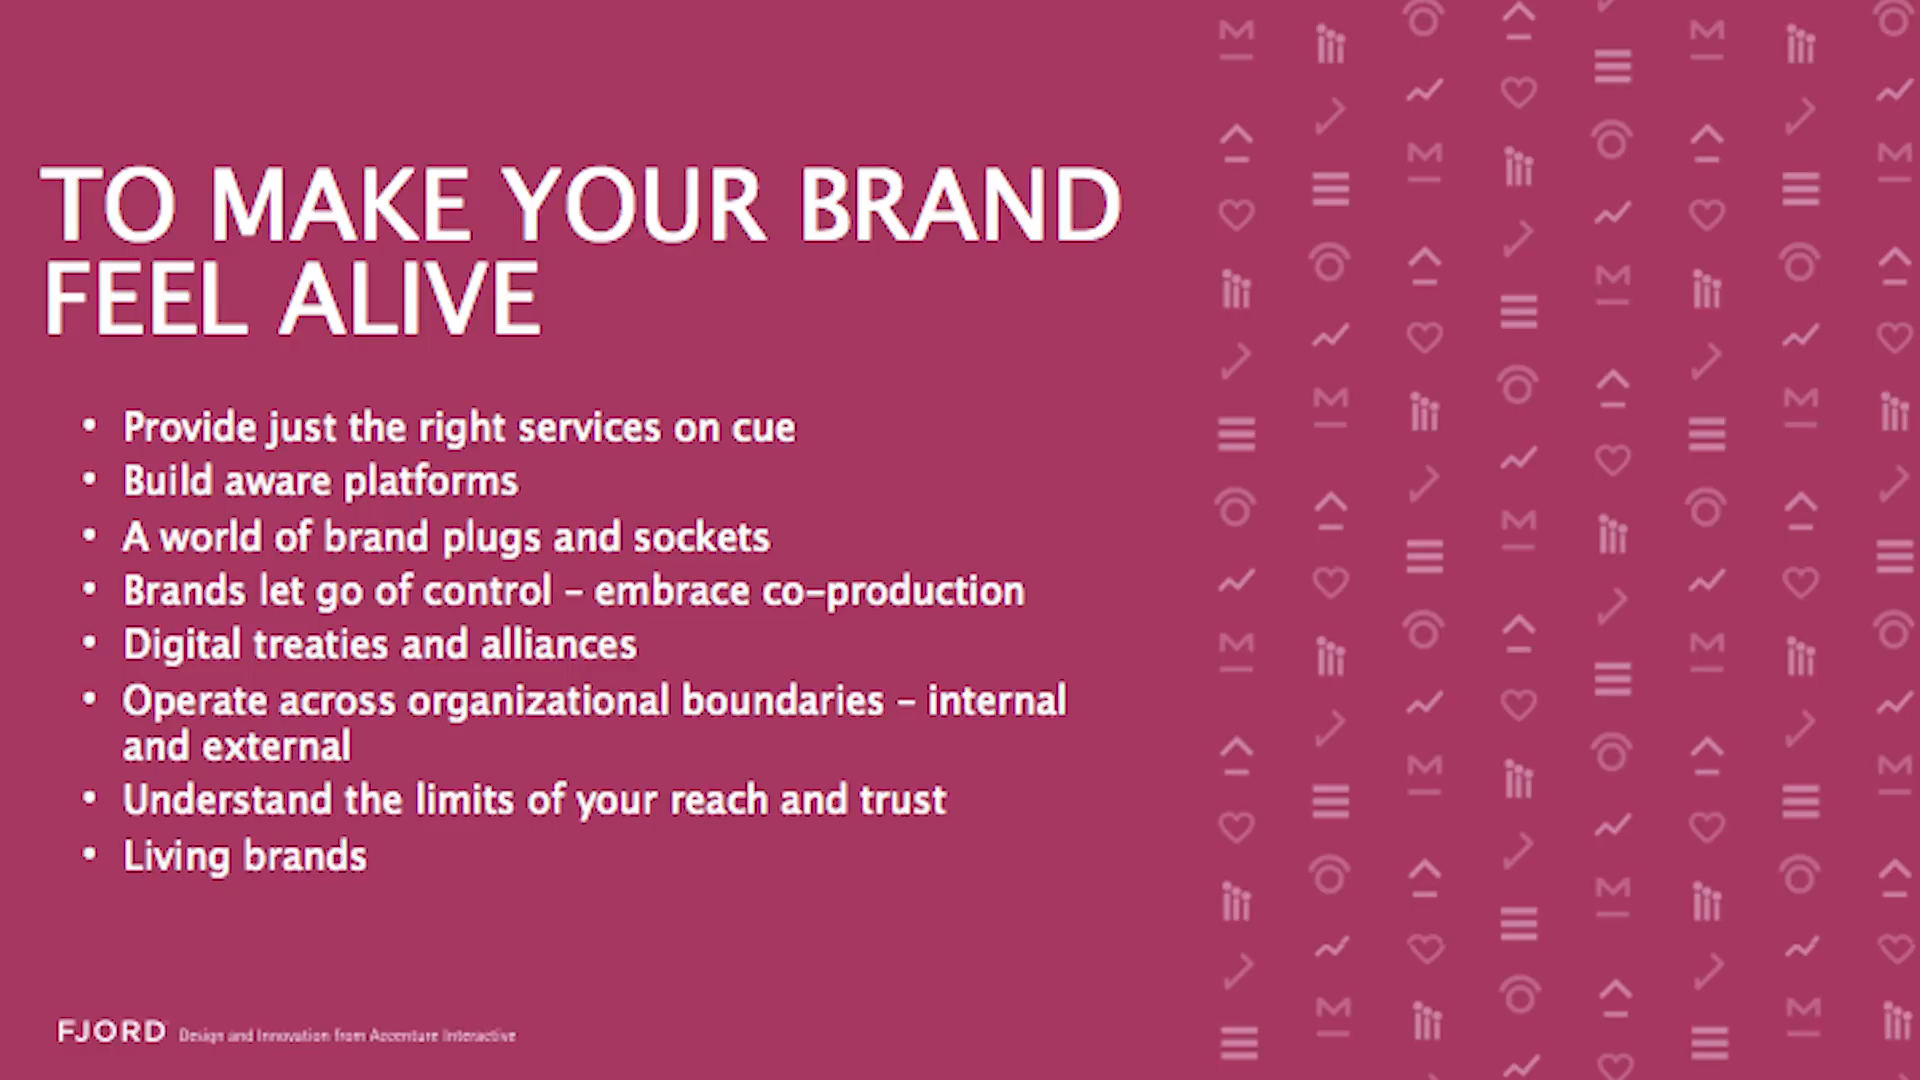 TO MAKE YOUR BRAND
FEEL ALIVE
• Provide just the right services on cue
• Build aware platforms
• A world of brand plugs and sockets
• Brands let go of control – embrace co–production
• Digital treaties and alliances
• Operate across organizational boundaries – internal
and external
• Understand the limits of your reach and trust
• Living brands
FJORD Design and Innovation from Accenture Interactive